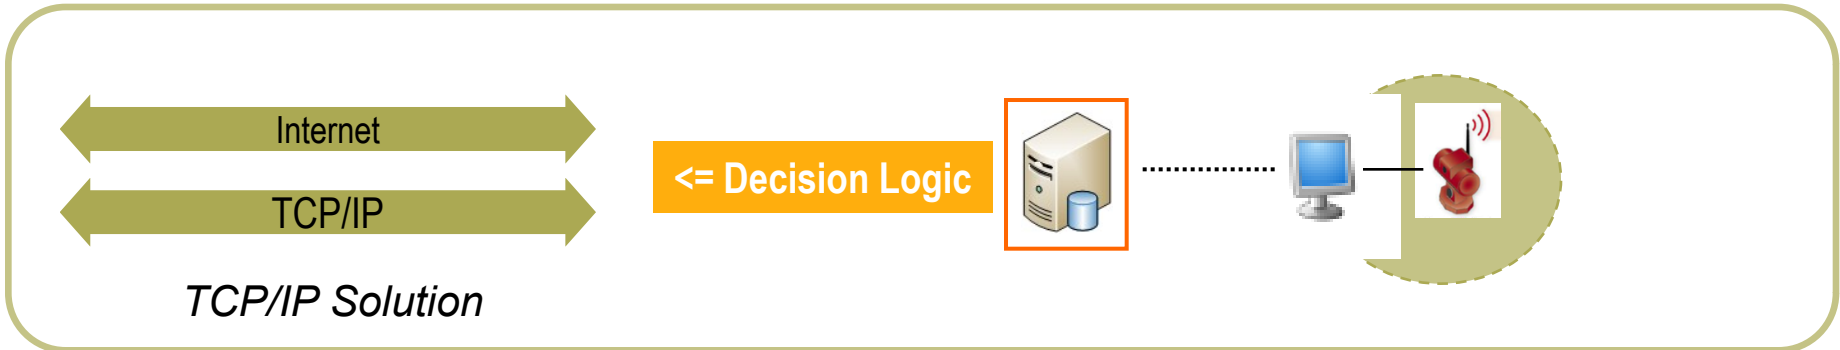 Internet
<= Decision Logic
TCP/IP
TCP/IP Solution